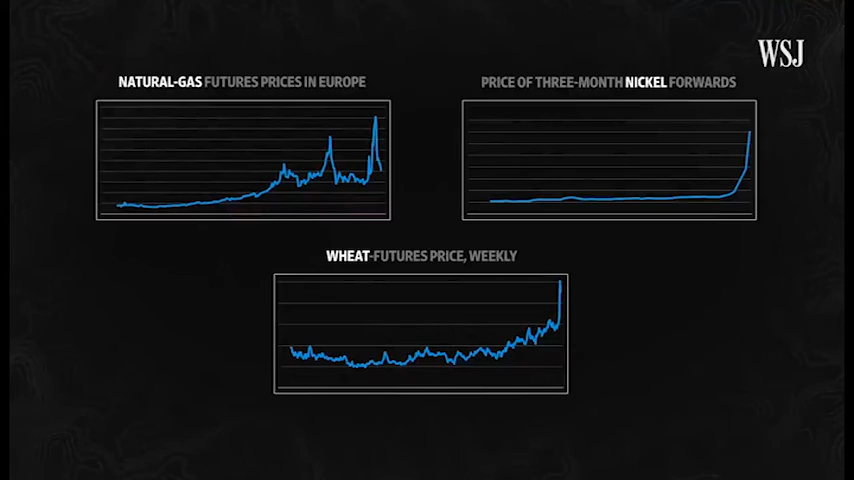 WSJ
NATURAL-GAS FUTURES PRICES IN EUROPE
PRICE OF THREE-MONTH NICKEL FORWARDS
WHEAT-FUTURES PRICE, WEEKLY